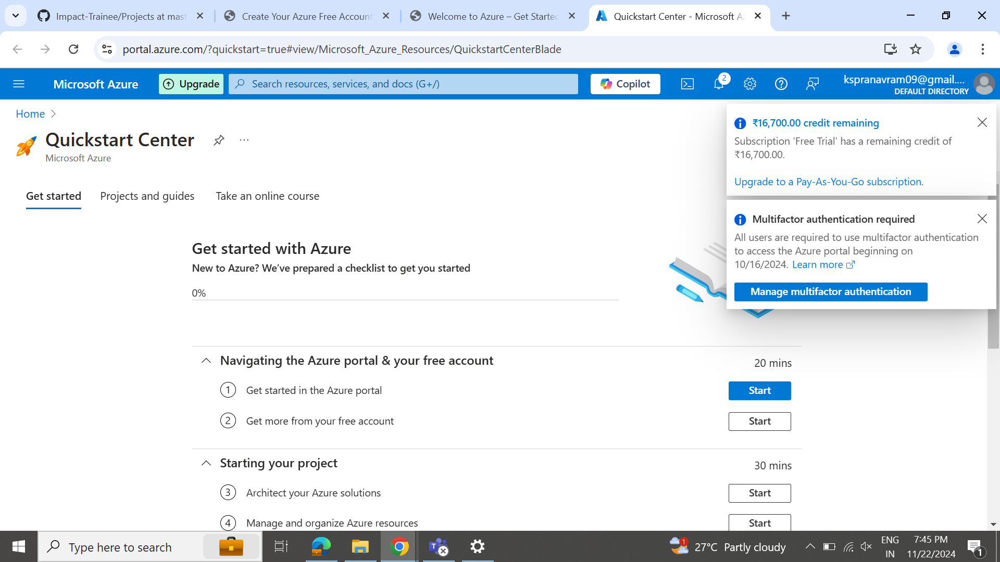 Impact-Trainee/Projects at mast
Create Your Azure Free Account
Welcome to Azure – Get Started
Quickstart Center - Microsoft Az
portal.azure.com/?quickstart=true#view/Microsoft_Azure_Resources/QuickstartCenterBlade
Microsoft Azure
Upgrade
Search resources, services, and docs (G+/)
Copilot
2
kspranavram09@gmail....
DEFAULT DIRECTORY
Home
Quickstart Center
...
Microsoft Azure
₹16,700.00 credit remaining
Subscription 'Free Trial' has a remaining credit of
₹16,700.00.
Upgrade to a Pay-As-You-Go subscription.
Get started
Projects and guides
Take an online course
Multifactor authentication required
All users are required to use multifactor authentication
to access the Azure portal beginning on
10/16/2024. Learn more
Manage multifactor authentication
Get started with Azure
New to Azure? We’ve prepared a checklist to get you started
0%
Navigating the Azure portal & your free account
20 mins
1 Get started in the Azure portal
Start
2 Get more from your free account
Start
Starting your project
30 mins
3 Architect your Azure solutions
Start
4 Manage and organize Azure resources
Start
Type here to search
1
27°C Partly cloudy
ENG
IN
7:45 PM
11/22/2024
1